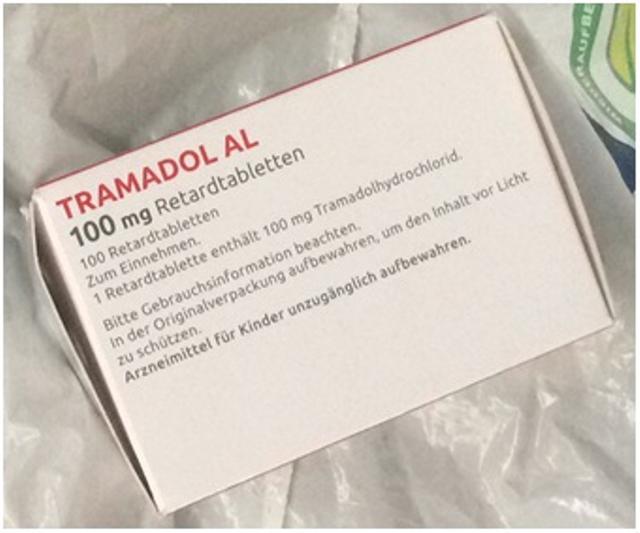 TRAMADOL AL
100 mg Retardtabletten
100 Retardtabletten
Zum Einnehmen.
1 Retardtablette enthält 100 mg Tramadolhydrochlorid.
Bitte Gebrauchsinformation beachten.
In der Originalverpackung aufbewahren, um den Inhalt vor Licht
zu schützen.
Arzneimittel für Kinder unzugänglich aufbewahren.